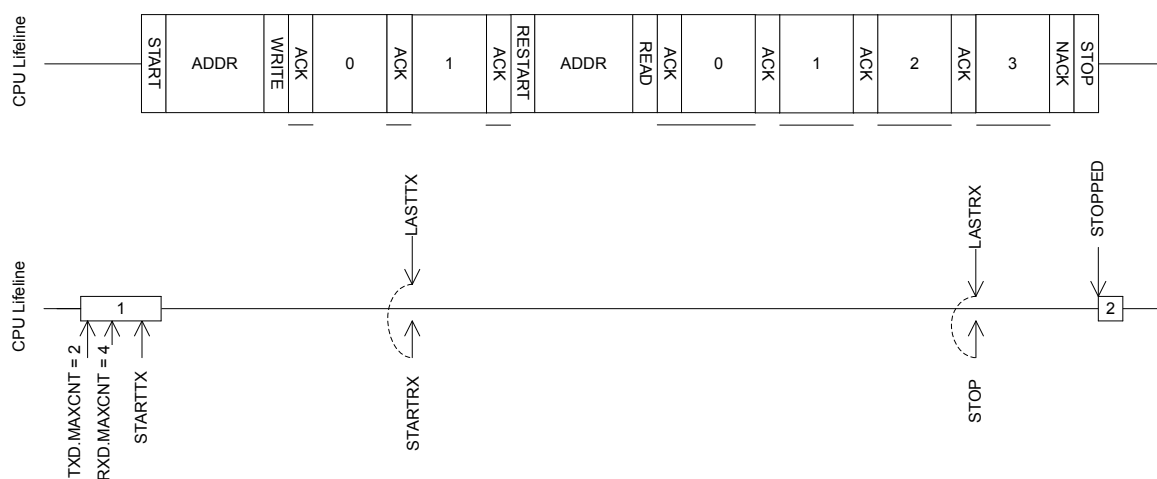 CPU Lifeline
START
ADDR
WRITE
ACK
0
ACK
1
ACK
RESTART
ADDR
READ
ACK
0
ACK
1
ACK
2
ACK
3
NACK
STOP
LASTTX
LASTRX
STOPPED
CPU Lifeline
1
2
TXD.MAXCNT = 2
RXD.MAXCNT = 4
STARTTX
STARTRX
STOP